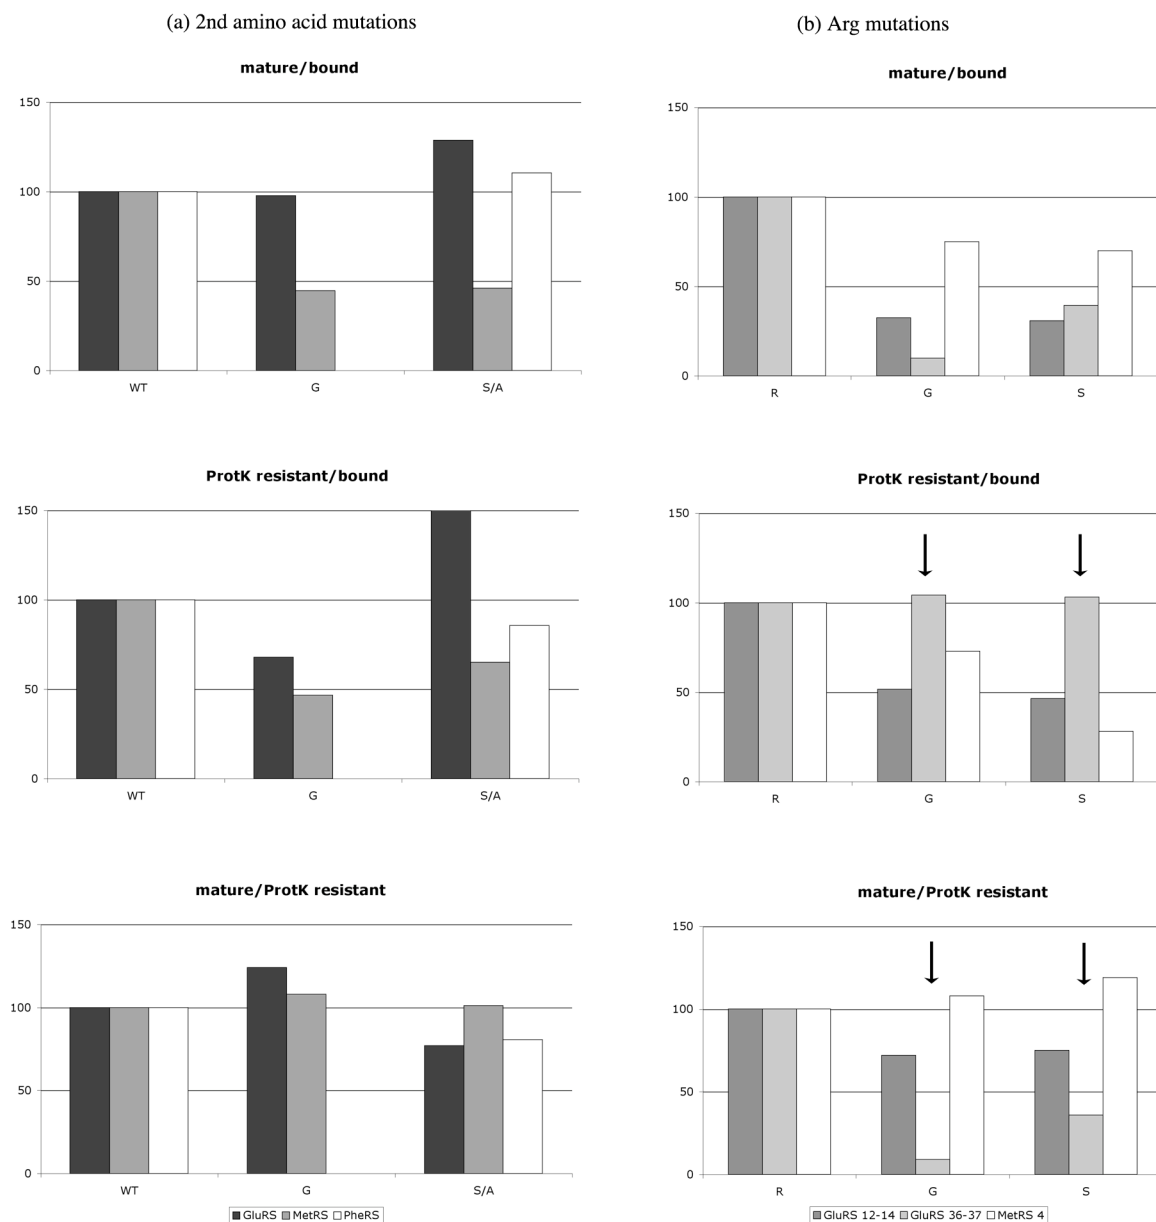 (a) 2nd amino acid mutations
mature/bound
150
100
50
0
WT G S/A
ProtK resistant/bound
150
100
50
0
WT G S/A
mature/ProtK resistant
150
100
50
0
WT G S/A
GluRS MetRS PheRS
(b) Arg mutations
mature/bound
150
100
50
0
R G S
ProtK resistant/bound
150
100
50
0
R G S
mature/ProtK resistant
150
100
50
0
R G S
GluRS 12-14 GluRS 36-37 MetRS 4